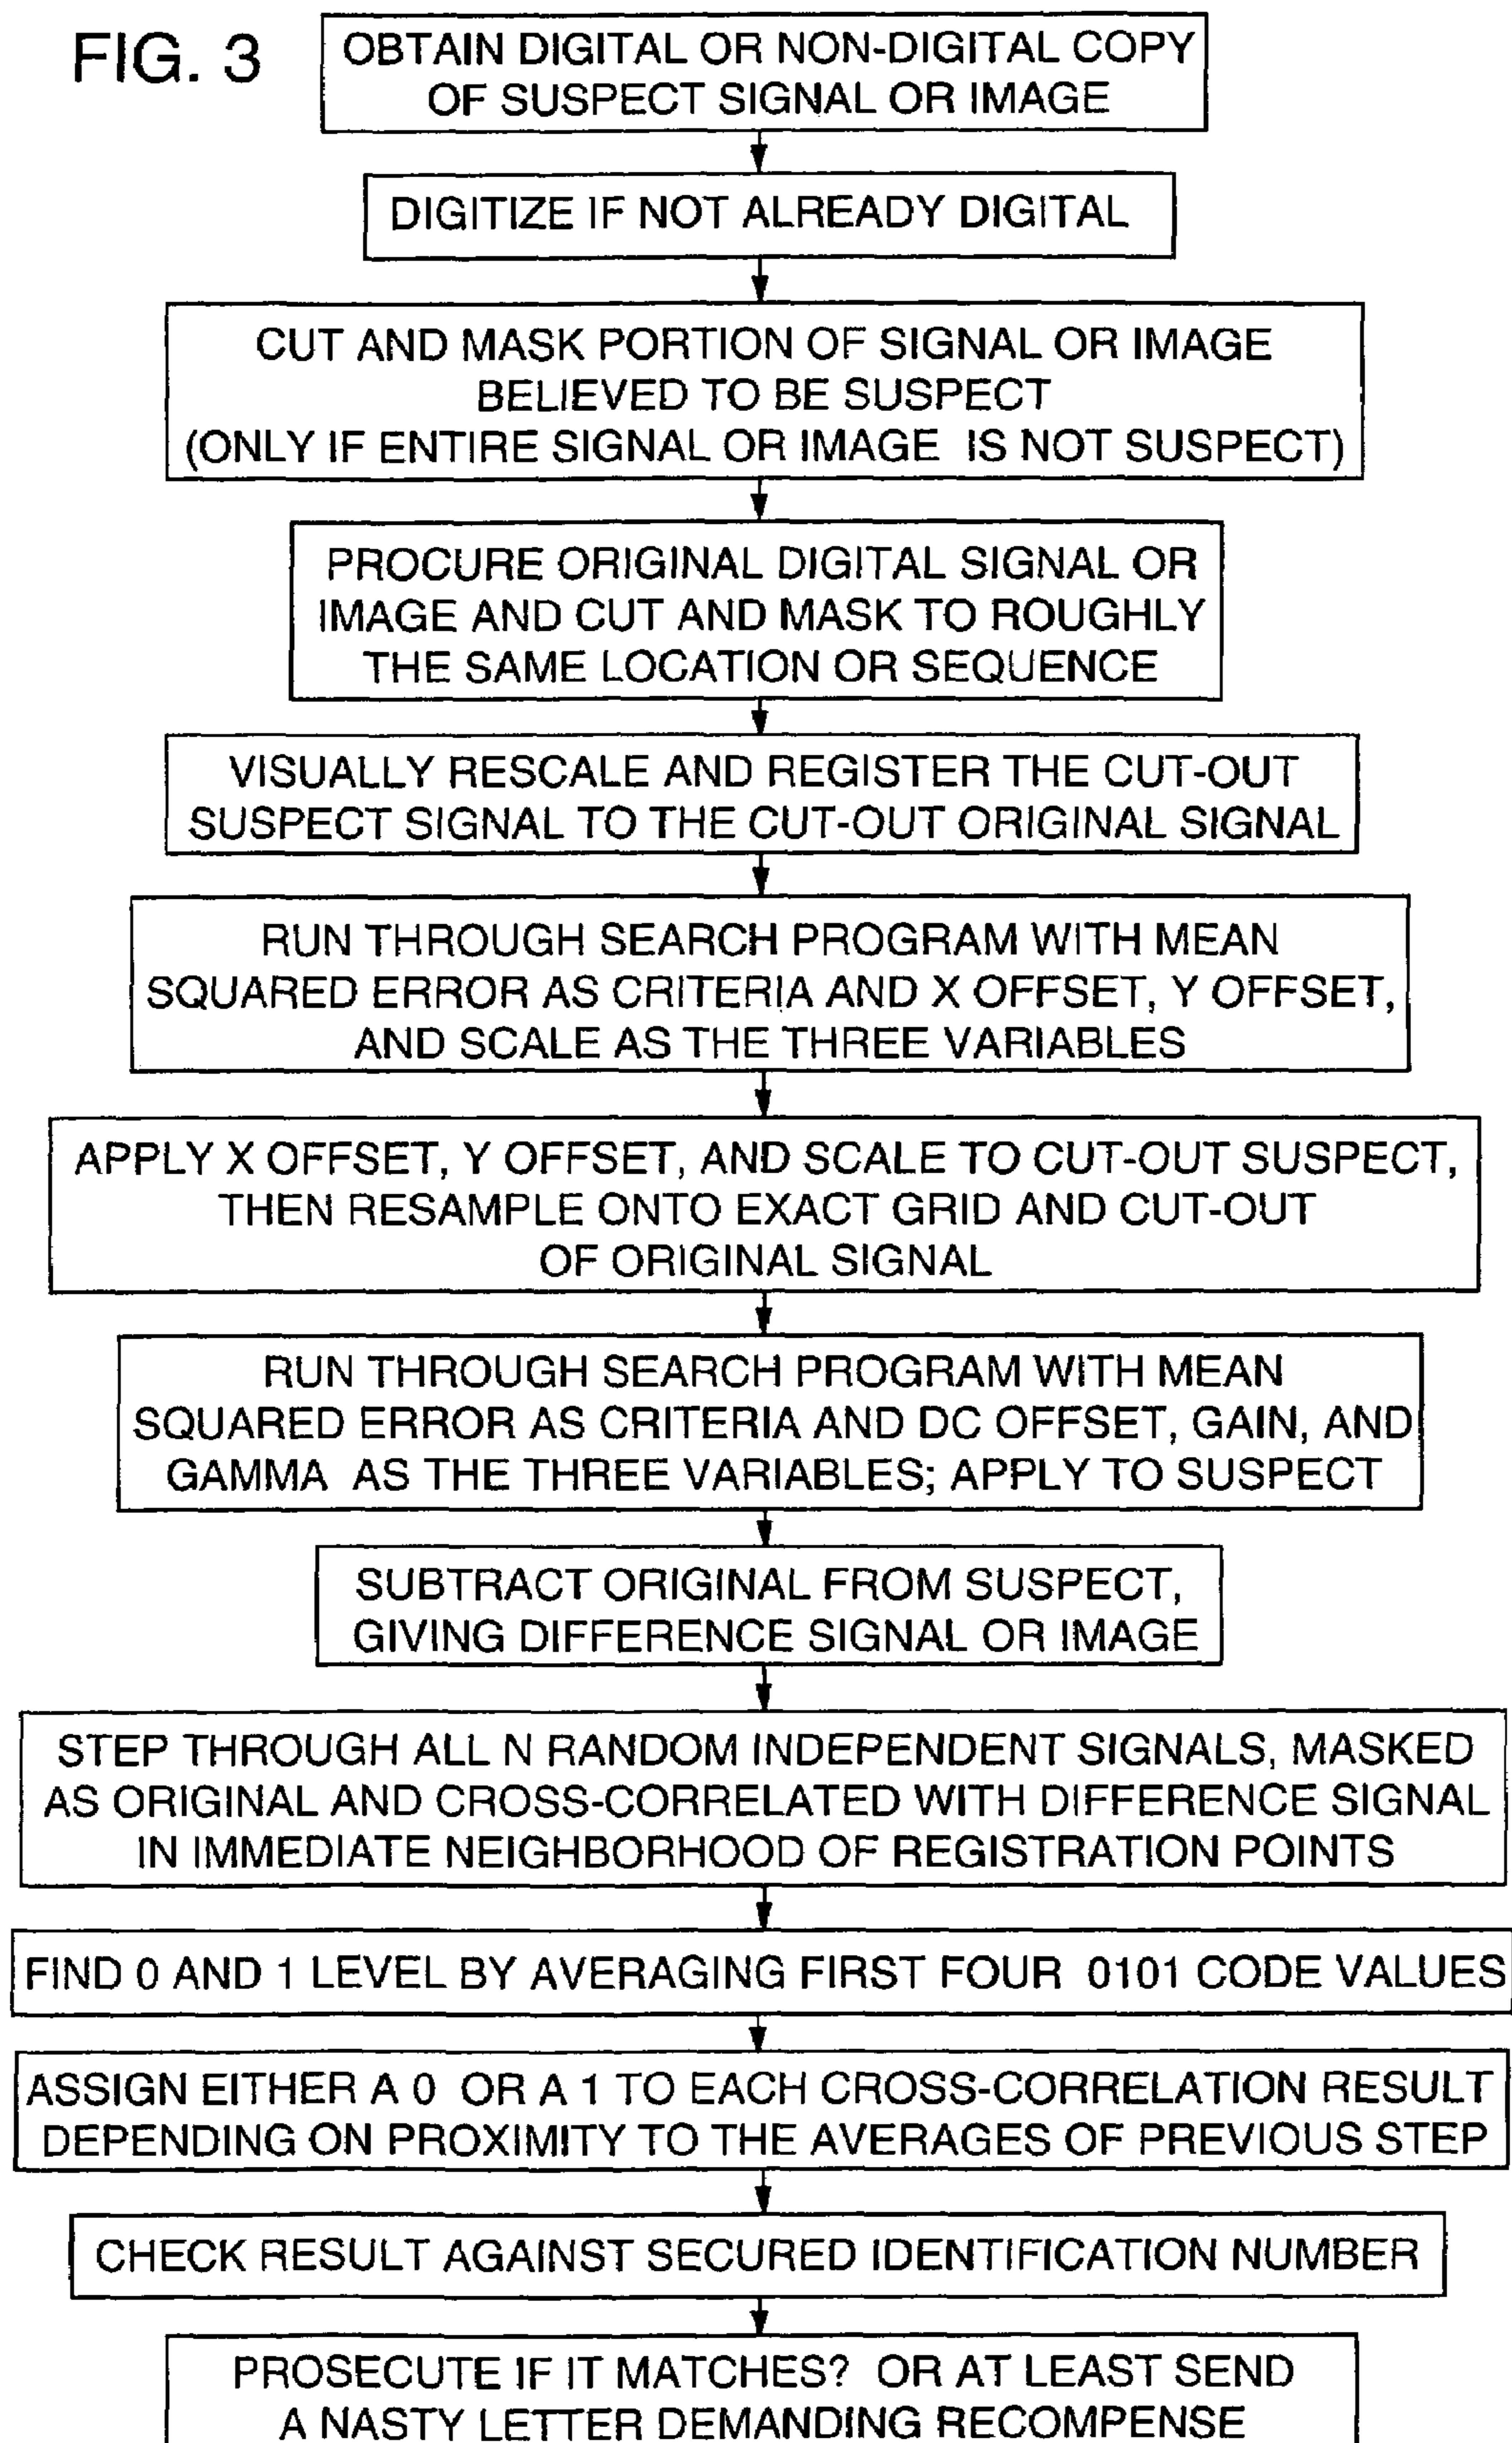 FIG. 3
OBTAIN DIGITAL OR NON-DIGITAL COPY
OF SUSPECT SIGNAL OR IMAGE
DIGITIZE IF NOT ALREADY DIGITAL
CUT AND MASK PORTION OF SIGNAL OR IMAGE
BELIEVED TO BE SUSPECT
(ONLY IF ENTIRE SIGNAL OR IMAGE IS NOT SUSPECT)
PROCURE ORIGINAL DIGITAL SIGNAL OR
IMAGE AND CUT AND MASK TO ROUGHLY
THE SAME LOCATION OR SEQUENCE
VISUALLY RESCALE AND REGISTER THE CUT-OUT
SUSPECT SIGNAL TO THE CUT-OUT ORIGINAL SIGNAL
RUN THROUGH SEARCH PROGRAM WITH MEAN
SQUARED ERROR AS CRITERIA AND X OFFSET, Y OFFSET,
AND SCALE AS THE THREE VARIABLES
APPLY X OFFSET, Y OFFSET, AND SCALE TO CUT-OUT SUSPECT,
THEN RESAMPLE ONTO EXACT GRID AND CUT-OUT
OF ORIGINAL SIGNAL
RUN THROUGH SEARCH PROGRAM WITH MEAN
SQUARED ERROR AS CRITERIA AND DC OFFSET, GAIN, AND
GAMMA AS THE THREE VARIABLES; APPLY TO SUSPECT
SUBTRACT ORIGINAL FROM SUSPECT,
GIVING DIFFERENCE SIGNAL OR IMAGE
STEP THROUGH ALL N RANDOM INDEPENDENT SIGNALS, MASKED
AS ORIGINAL AND CROSS-CORRELATED WITH DIFFERENCE SIGNAL
IN IMMEDIATE NEIGHBORHOOD OF REGISTRATION POINTS
FIND 0 AND 1 LEVEL BY AVERAGING FIRST FOUR 0101 CODE VALUES
ASSIGN EITHER A 0 OR A 1 TO EACH CROSS-CORRELATION RESULT
DEPENDING ON PROXIMITY TO THE AVERAGES OF PREVIOUS STEP
CHECK RESULT AGAINST SECURED IDENTIFICATION NUMBER
PROSECUTE IF IT MATCHES? OR AT LEAST SEND
A NASTY LETTER DEMANDING RECOMPENSE